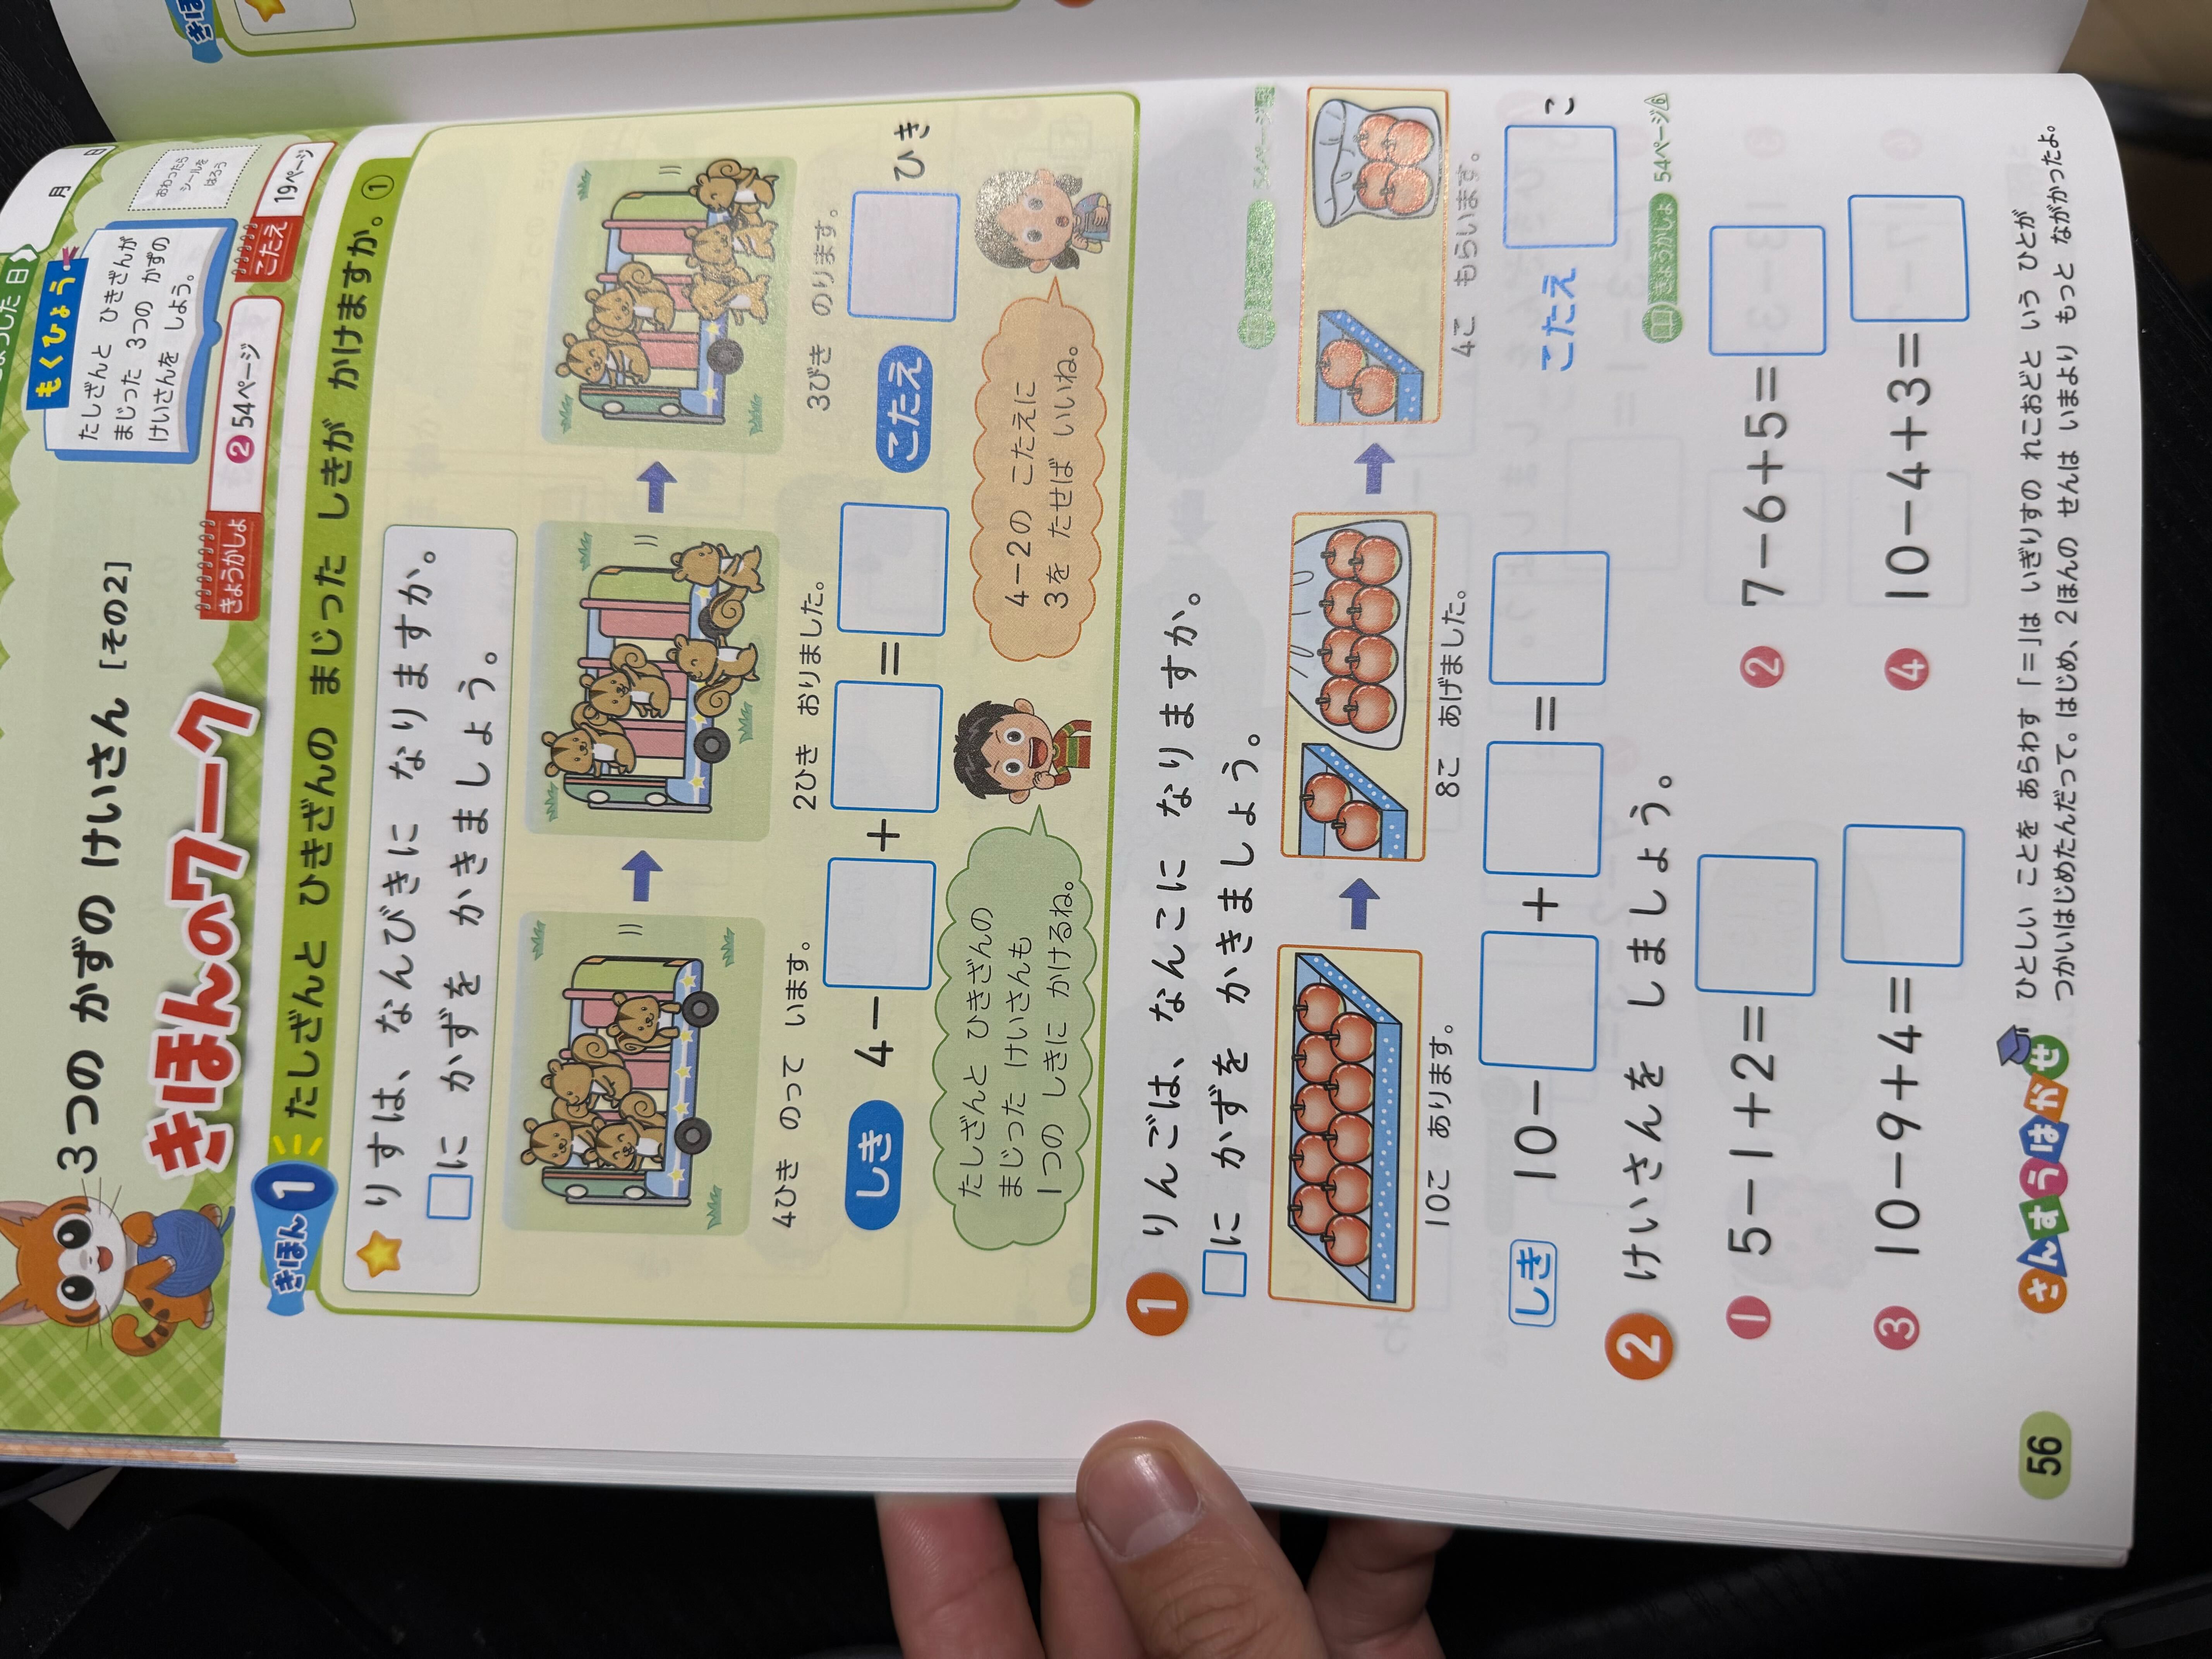 月 日
おわったら
シールを
はろう
3つの かずの けいさん [その2]
きほんのワーク
もくひょう
たしざんと ひきざんが
まじった 3つの かずの
けいさんを しよう。
きょうかしょ ❷ 54ページ
こたえ 19ページ
きほん 1 たしざんと ひきざんの まじった しきが かけますか。①
りすは、なんびきに なりますか。
□に かずを かきましょう。
4ひき のって います。
2ひき おりました。
3びき のります。
しき 4− □ + □ = □ こたえ □ ひき
たしざんと ひきざんの
まじった けいさんも
1つの しきに かけるね。
4−2の こたえに
3を たせば いいね。
1 りんごは、なんこに なりますか。
54ページ
□に かずを かきましょう。
10こ あります。
8こ あげました。
4こ もらいます。
しき 10− □ + □ = □ こたえ □ こ
2 けいさんを しましょう。
きょうかしょ 54ページ6
❶ 5−1+2= □
❷ 7−6+5= □
❸ 10−9+4= □
❹ 10−4+3= □
さんすうはかせ
ひとしい ことを あらわす「=」は いぎりすの れこおどと いう ひとが
つかいはじめたんだって。はじめ、2ほんの せんは いまより もっと ながかったよ。
56